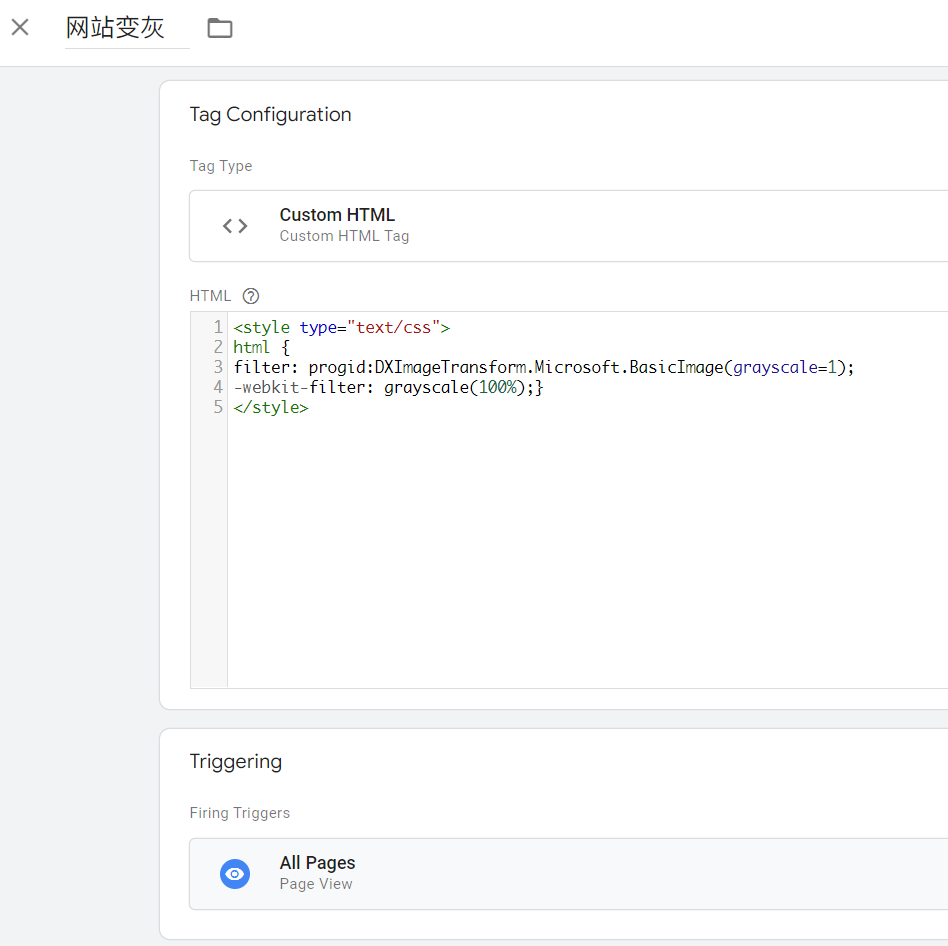 网站变灰
Tag Configuration
Tag Type
Custom HTML
Custom HTML Tag
HTML
1 <style type="text/css">
2 html {
3 filter: progid:DXImageTransform.Microsoft.BasicImage(grayscale=1);
4 -webkit-filter: grayscale(100%);}
5 </style>
Triggering
Firing Triggers
All Pages
Page View